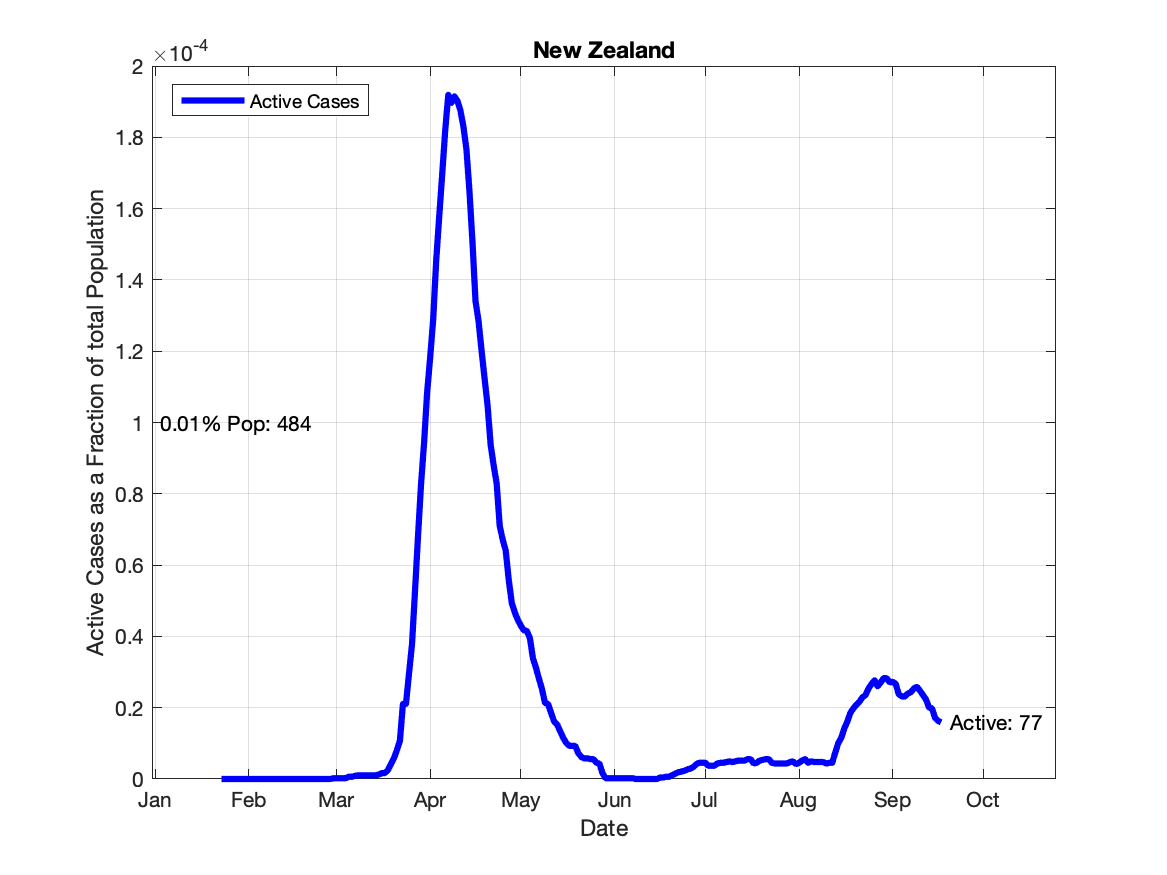 New Zealand
×10-4
Active Cases
2
1.8
1.6
1.4
1.2
1
0.8
0.6
0.4
0.2
0
0.01% Pop: 484
Active: 77
Active Cases as a Fraction of total Population
Jan Feb Mar Apr May Jun Jul Aug Sep Oct
Date